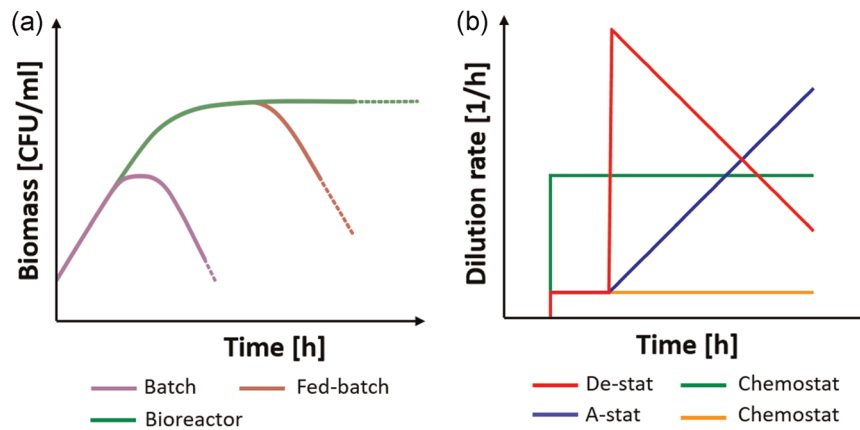 (a)
Biomass [CFU/ml]
Time [h]
Batch
Fed-batch
Bioreactor
(b)
Dilution rate [1/h]
Time [h]
De-stat
Chemostat
A-stat
Chemostat